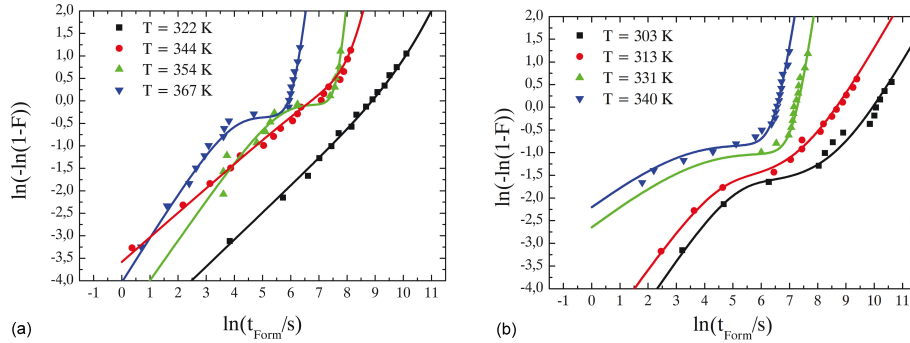 T = 322 K
T = 344 K
T = 354 K
T = 367 K
2,0
1,5
1,0
0,5
0,0
-0,5
-1,0
-1,5
-2,0
-2,5
-3,0
-3,5
-4,0
ln(-ln(1-F))
-1 0 1 2 3 4 5 6 7 8 9 10 11
ln(t_Form/s)
(a)
T = 303 K
T = 313 K
T = 331 K
T = 340 K
2,0
1,5
1,0
0,5
0,0
-0,5
-1,0
-1,5
-2,0
-2,5
-3,0
-3,5
-4,0
ln(-ln(1-F))
-1 0 1 2 3 4 5 6 7 8 9 10 11
ln(t_Form/s)
(b)